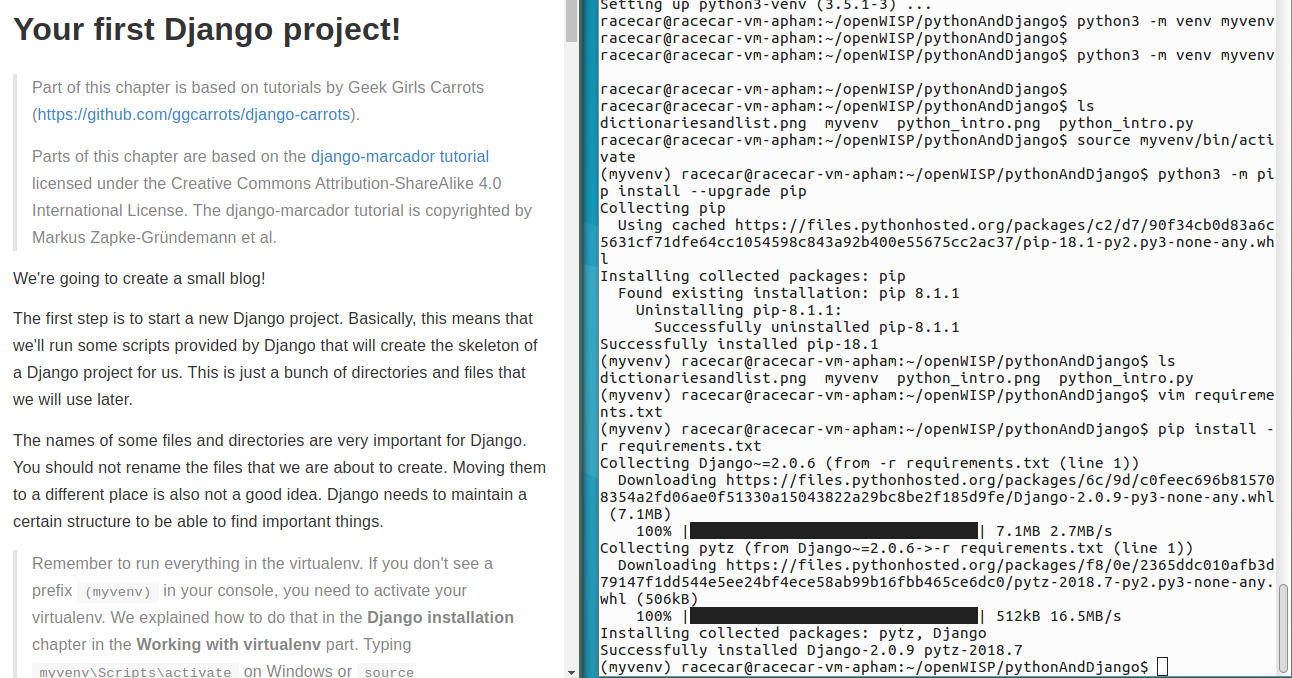 Your first Django project!
Part of this chapter is based on tutorials by Geek Girls Carrots
(https://github.com/ggcarrots/django-carrots).
Parts of this chapter are based on the django-marcador tutorial
licensed under the Creative Commons Attribution-ShareAlike 4.0
International License. The django-marcador tutorial is copyrighted by
Markus Zapke-Gründemann et al.
We're going to create a small blog!
The first step is to start a new Django project. Basically, this means that
we'll run some scripts provided by Django that will create the skeleton of
a Django project for us. This is just a bunch of directories and files that
we will use later.
The names of some files and directories are very important for Django.
You should not rename the files that we are about to create. Moving them
to a different place is also not a good idea. Django needs to maintain a
certain structure to be able to find important things.
Remember to run everything in the virtualenv. If you don't see a
prefix (myvenv) in your console, you need to activate your
virtualenv. We explained how to do that in the Django installation
chapter in the Working with virtualenv part. Typing
myvenv\Scripts\activate on Windows or source
Setting up python3-venv (3.5.1-3) ...
racecar@racecar-vm-apham:~/openWISP/pythonAndDjango$ python3 -m venv myvenv
racecar@racecar-vm-apham:~/openWISP/pythonAndDjango$
racecar@racecar-vm-apham:~/openWISP/pythonAndDjango$ python3 -m venv myvenv
racecar@racecar-vm-apham:~/openWISP/pythonAndDjango$
racecar@racecar-vm-apham:~/openWISP/pythonAndDjango$ ls
dictionariesandlist.png  myvenv  python_intro.png  python_intro.py
racecar@racecar-vm-apham:~/openWISP/pythonAndDjango$ source myvenv/bin/acti
vate
(myvenv) racecar@racecar-vm-apham:~/openWISP/pythonAndDjango$ python3 -m pi
p install --upgrade pip
Collecting pip
  Using cached https://files.pythonhosted.org/packages/c2/d7/90f34cb0d83a6c
5631cf71dfe64cc1054598c843a92b400e55675cc2ac37/pip-18.1-py2.py3-none-any.wh
l
Installing collected packages: pip
  Found existing installation: pip 8.1.1
    Uninstalling pip-8.1.1:
      Successfully uninstalled pip-8.1.1
Successfully installed pip-18.1
(myvenv) racecar@racecar-vm-apham:~/openWISP/pythonAndDjango$ ls
dictionariesandlist.png  myvenv  python_intro.png  python_intro.py
(myvenv) racecar@racecar-vm-apham:~/openWISP/pythonAndDjango$ vim requireme
nts.txt
(myvenv) racecar@racecar-vm-apham:~/openWISP/pythonAndDjango$ pip install -
r requirements.txt
Collecting Django~=2.0.6 (from -r requirements.txt (line 1))
  Downloading https://files.pythonhosted.org/packages/6c/9d/c0feec696b81570
8354a2fd06ae0f51330a15043822a29bc8be2f185d9fe/Django-2.0.9-py3-none-any.whl
 (7.1MB)
    100% || 7.1MB 2.7MB/s
Collecting pytz (from Django~=2.0.6->-r requirements.txt (line 1))
  Downloading https://files.pythonhosted.org/packages/f8/0e/2365ddc010afb3d
79147f1dd544e5ee24bf4ece58ab99b16fbb465ce6dc0/pytz-2018.7-py2.py3-none-any.
whl (506kB)
    100% || 512kB 16.5MB/s
Installing collected packages: pytz, Django
Successfully installed Django-2.0.9 pytz-2018.7
(myvenv) racecar@racecar-vm-apham:~/openWISP/pythonAndDjango$